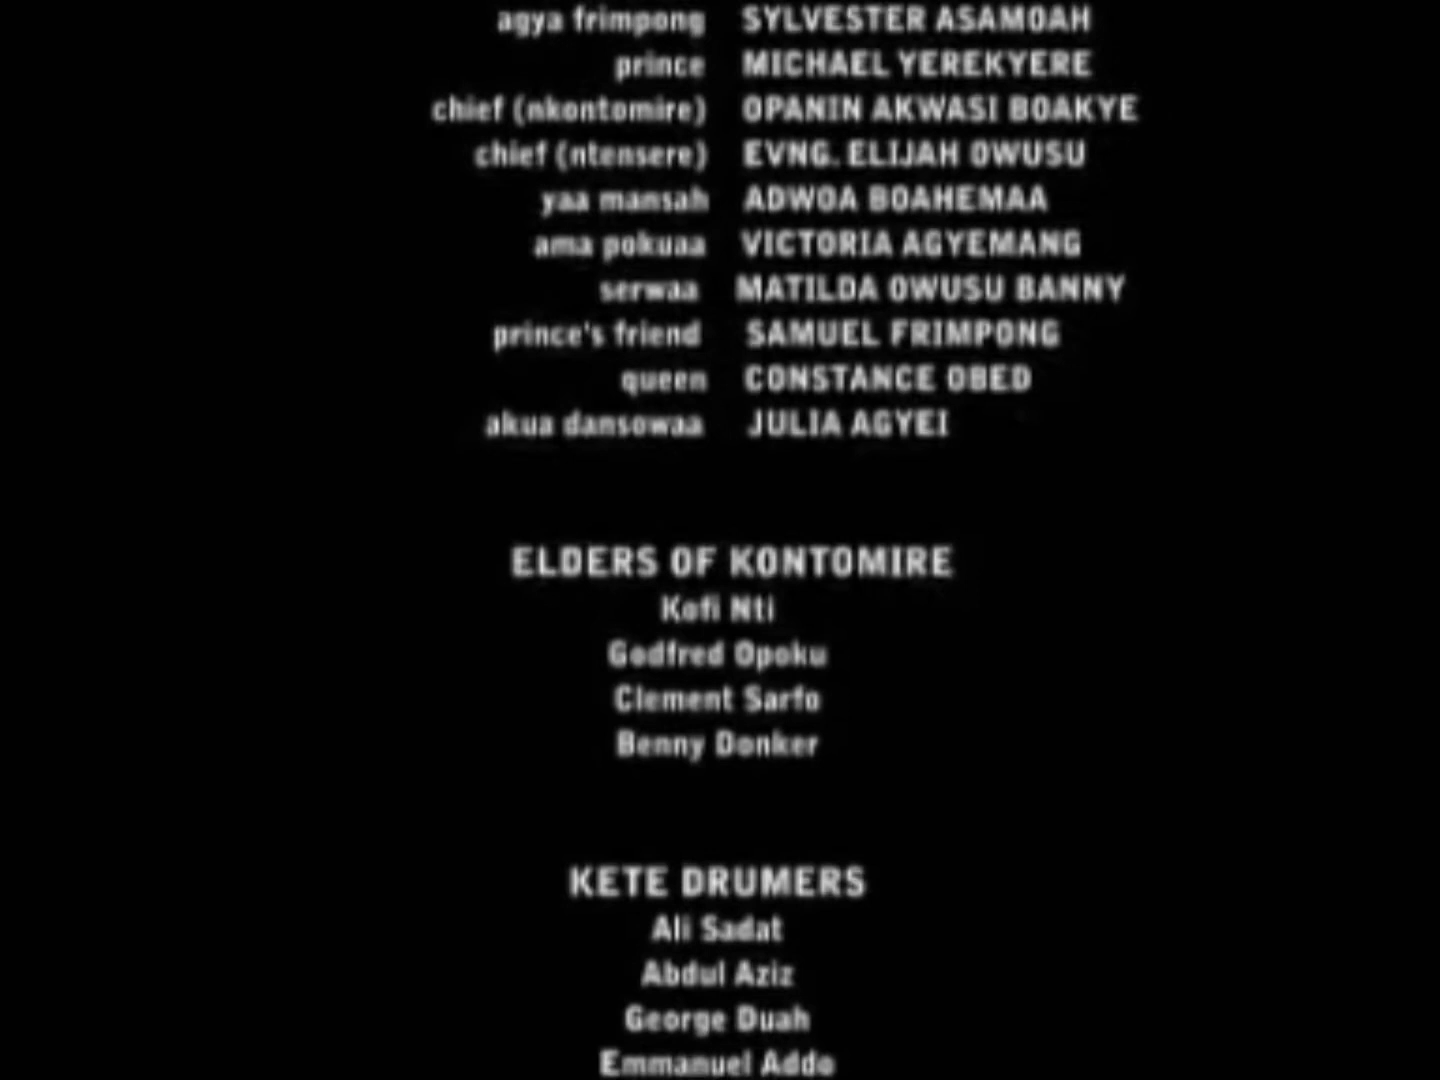 agya frimpong SYLVESTER ASAMOAH
prince MICHAEL YEREKYERE
chief (nkontomire) OPANIN AKWASI BOAKYE
chief (ntensere) EVNG. ELIJAH OWUSU
yaa mansah ADWOA BOAHEMAA
ama pokuaa VICTORIA AGYEMANG
serwaa MATILDA OWUSU BANNY
prince's friend SAMUEL FRIMPONG
queen CONSTANCE OBED
akua dansowaa JULIA AGYEI
ELDERS OF KONTOMIRE
Kofi Nti
Godfred Opoku
Clement Sarfo
Benny Donker
KETE DRUMERS
Ali Sadat
Abdul Aziz
George Duah
Emmanuel Addo